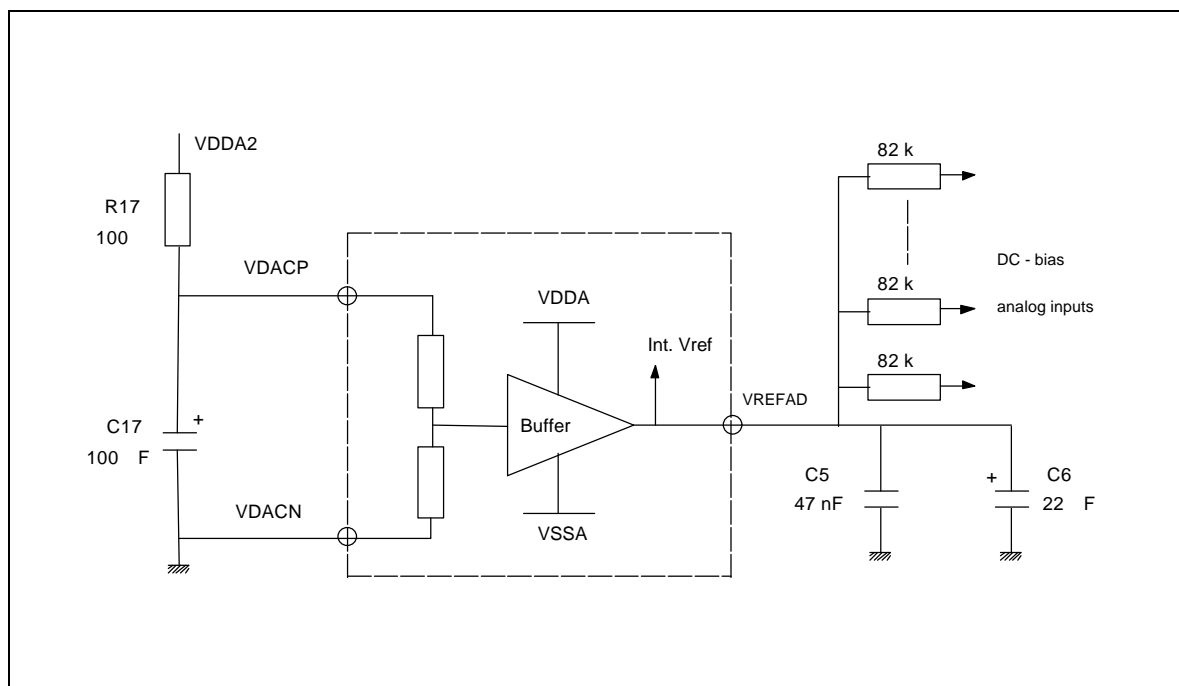 VDDA2
R17
100
VDACP
C17
+
100 F
VDACN
VDDA
Buffer
VSSA
Int. Vref
VREFAD
82 k
82 k
82 k
DC - bias
analog inputs
C5
47 nF
+
C6
22 F